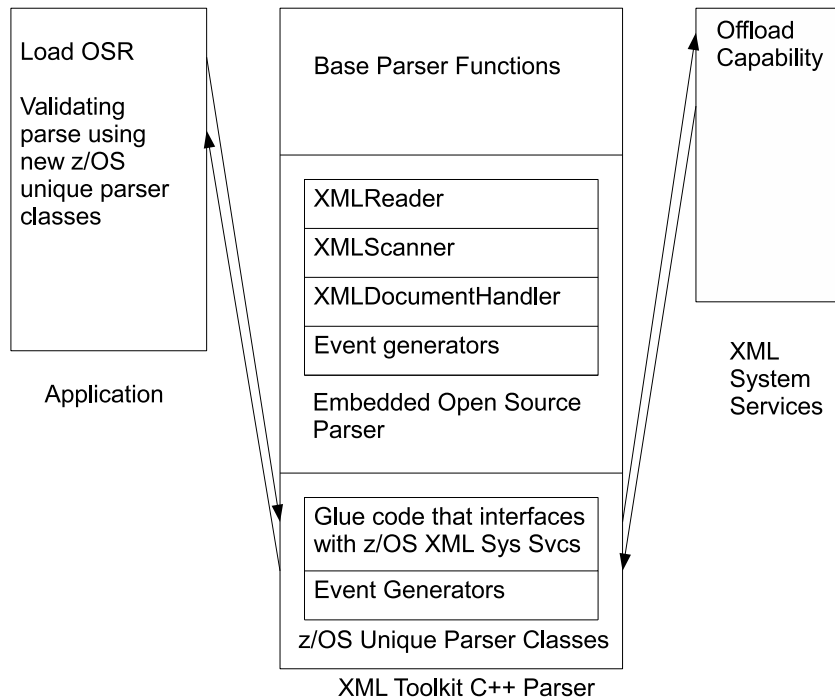 Load OSR
Validating
parse using
new z/OS
unique parser
classes
Application
Base Parser Functions
XMLReader
XMLScanner
XMLDocumentHandler
Event generators
Embedded Open Source
Parser
Glue code that interfaces
with z/OS XML Sys Svcs
Event Generators
z/OS Unique Parser Classes
XML Toolkit C++ Parser
Offload
Capability
XML
System
Services